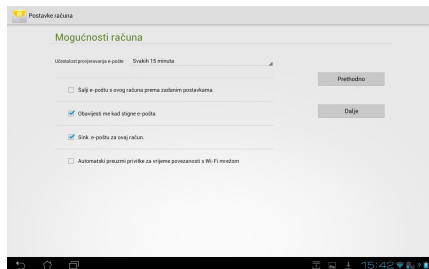 Postavke računa
Mogućnosti računa
Učestalost provjeravanja e-pošte Svakih 15 minuta
Prethodno
Šalji e-poštu s ovog računa prema zadanim postavkama.
Obavijesti me kad stigne e-pošta.
Dalje
Sink. e-poštu za ovaj račun.
Automatski preuzmi privitke za vrijeme povezanosti s Wi-Fi mrežom
15:42